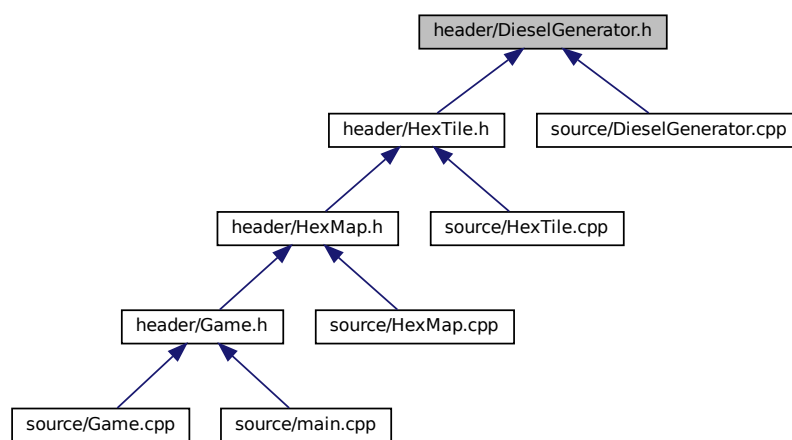 header/DieselGenerator.h
header/HexTile.h
source/DieselGenerator.cpp
header/HexMap.h
source/HexTile.cpp
header/Game.h
source/HexMap.cpp
source/Game.cpp
source/main.cpp